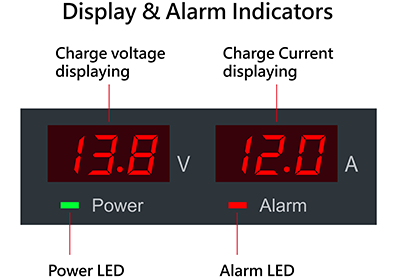 Display & Alarm Indicators
Charge voltage displaying
Charge Current displaying
13.8 V
12.0 A
Power
Alarm
Power LED
Alarm LED